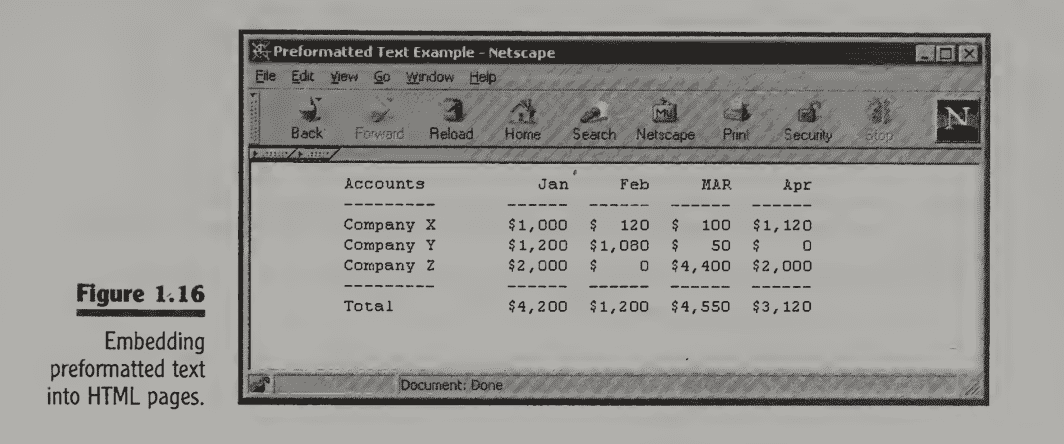 Preformatted Text Example - Netscape
File Edit View Go Window Help
N
Back Forward Reload Home Search Netscape Print Security Stop
Accounts Jan Feb MAR Apr
--------- ------ ------ ------ ------
Company X $1,000 $ 120 $ 100 $1,120
Company Y $1,200 $1,080 $ 50 $ 0
Company Z $2,000 $ 0 $4,400 $2,000
--------- ------ ------ ------ ------
Total $4,200 $1,200 $4,550 $3,120
Document: Done
Figure 1.16
Embedding
preformatted text
into HTML pages.